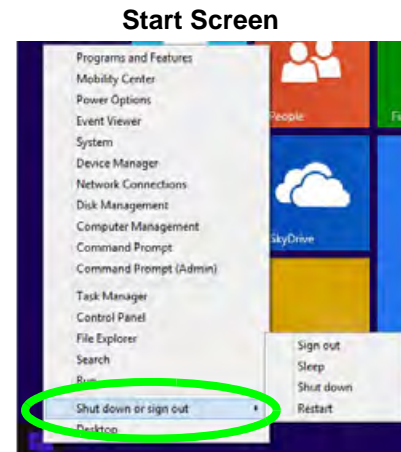 Start Screen
Programs and Features
Mobility Center
Power Options
Event Viewer
System
Device Manager
Network Connections
Disk Management
Computer Management
Command Prompt
Command Prompt (Admin)
Task Manager
Control Panel
File Explorer
Search
Run
Shut down or sign out
Desktop
People
SkyDrive
Sign out
Sleep
Shut down
Restart